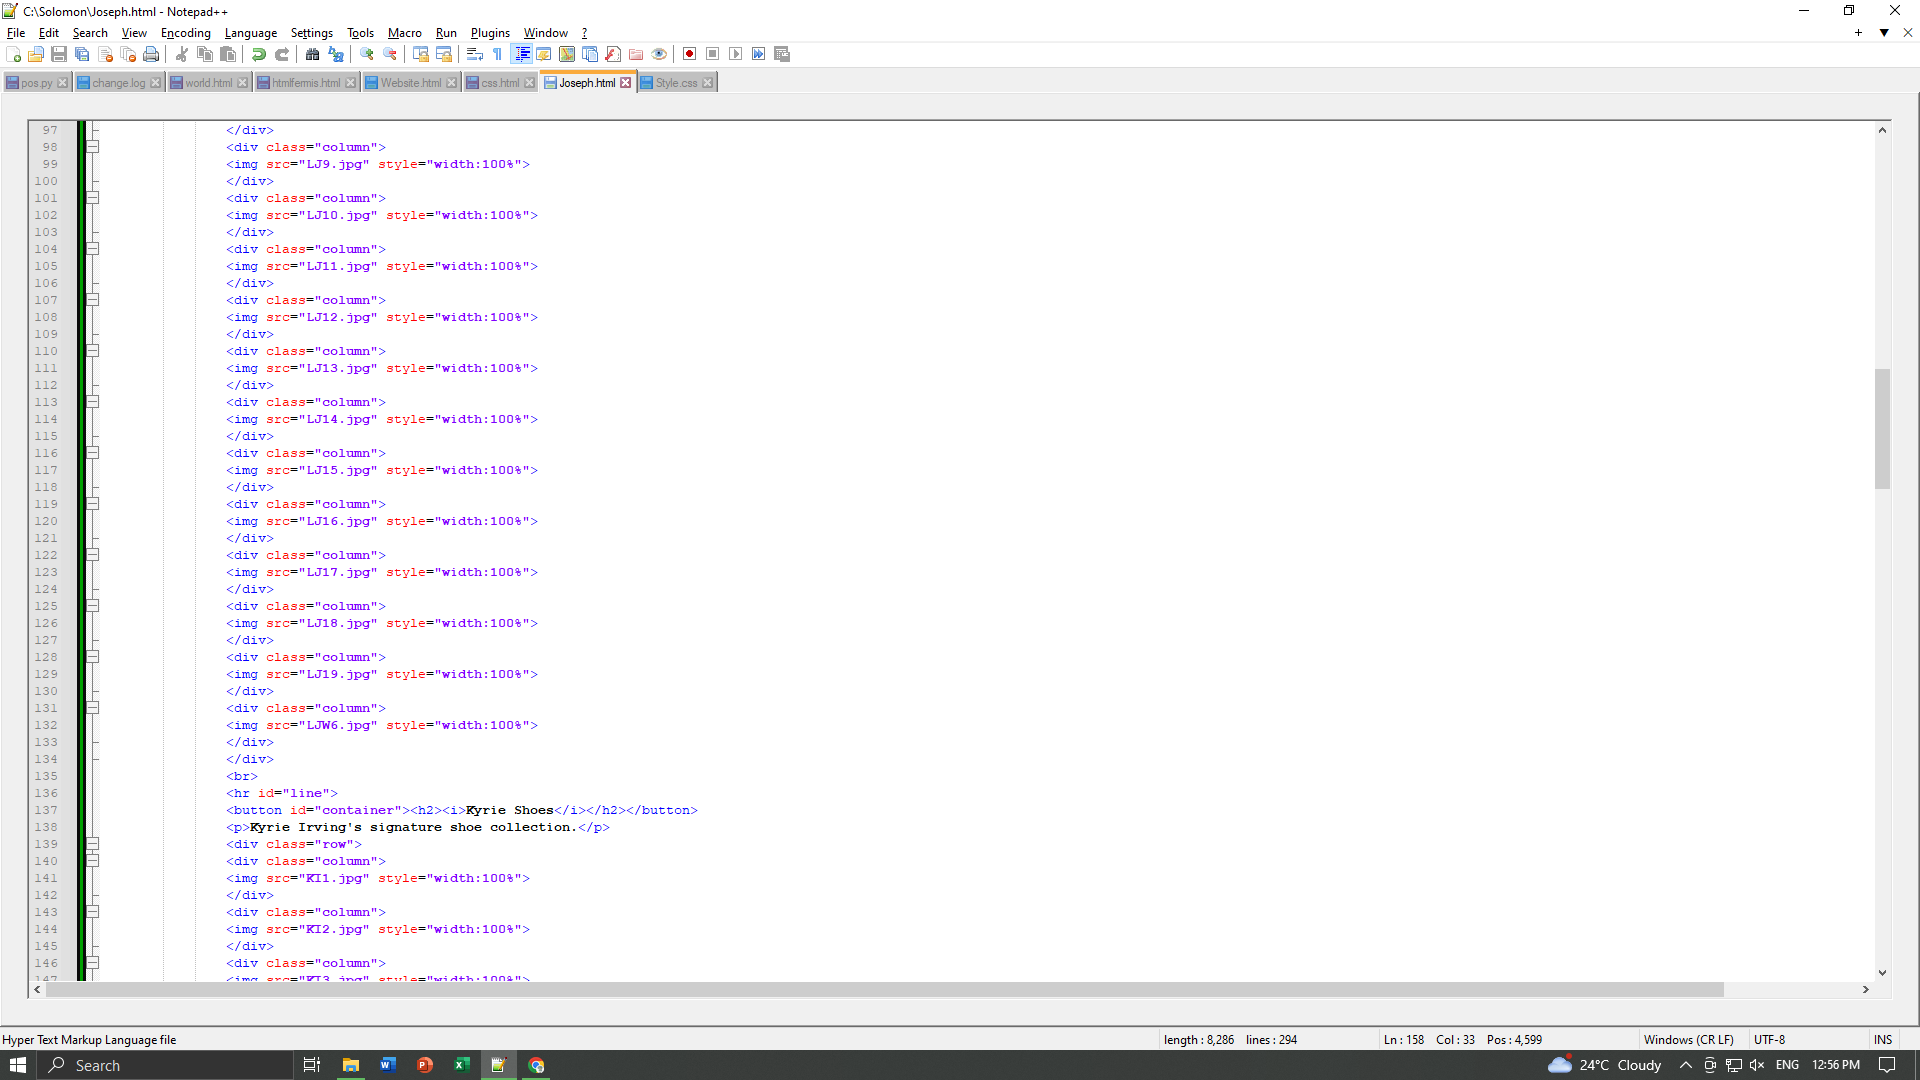 C:\Solomon\Joseph.html - Notepad++
File Edit Search View Encoding Language Settings Tools Macro Run Plugins Window ?
pos.py change.log world.html htmlfermis.html Website.html css.html Joseph.html Style.css
97 </div>
98 <div class="column">
99 <img src="LJ9.jpg" style="width:100%">
100 </div>
101 <div class="column">
102 <img src="LJ10.jpg" style="width:100%">
103 </div>
104 <div class="column">
105 <img src="LJ11.jpg" style="width:100%">
106 </div>
107 <div class="column">
108 <img src="LJ12.jpg" style="width:100%">
109 </div>
110 <div class="column">
111 <img src="LJ13.jpg" style="width:100%">
112 </div>
113 <div class="column">
114 <img src="LJ14.jpg" style="width:100%">
115 </div>
116 <div class="column">
117 <img src="LJ15.jpg" style="width:100%">
118 </div>
119 <div class="column">
120 <img src="LJ16.jpg" style="width:100%">
121 </div>
122 <div class="column">
123 <img src="LJ17.jpg" style="width:100%">
124 </div>
125 <div class="column">
126 <img src="LJ18.jpg" style="width:100%">
127 </div>
128 <div class="column">
129 <img src="LJ19.jpg" style="width:100%">
130 </div>
131 <div class="column">
132 <img src="LJW6.jpg" style="width:100%">
133 </div>
134 </div>
135 <br>
136 <hr id="line">
137 <button id="container"><h2><i>Kyrie Shoes</i></h2></button>
138 <p>Kyrie Irving's signature shoe collection.</p>
139 <div class="row">
140 <div class="column">
141 <img src="KI1.jpg" style="width:100%">
142 </div>
143 <div class="column">
144 <img src="KI2.jpg" style="width:100%">
145 </div>
146 <div class="column">
147 <img src="KI3.jpg" style="width:100%">
Hyper Text Markup Language file length : 8,286 lines : 294 Ln : 158 Col : 33 Pos : 4,599 Windows (CR LF) UTF-8 INS
Search 24°C Cloudy ENG 12:56 PM